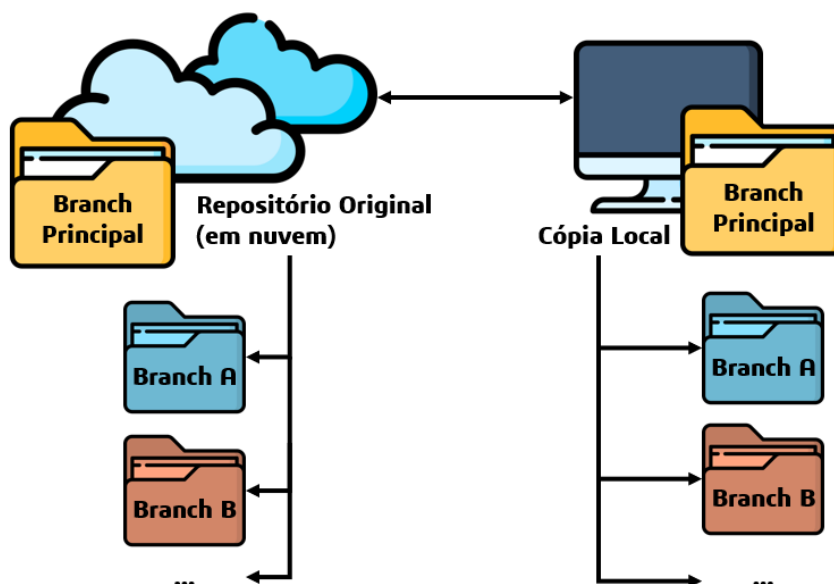 Branch
Principal
Repositório Original
(em nuvem)
Branch A
Branch B
...
Cópia Local
Branch
Principal
Branch A
Branch B
...